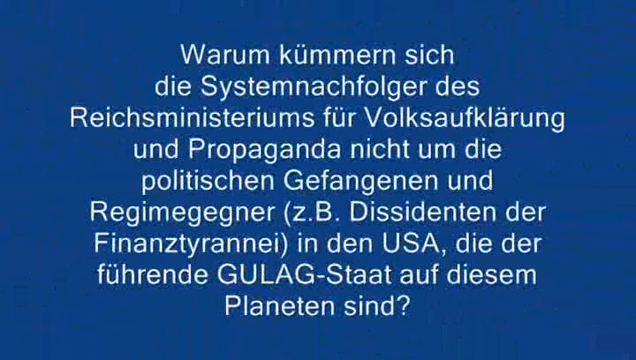 Warum kümmern sich
die Systemnachfolger des
Reichsministeriums für Volksaufklärung
und Propaganda nicht um die
politischen Gefangenen und
Regimegegner (z.B. Dissidenten der
Finanztyrannei) in den USA, die der
führende GULAG-Staat auf diesem
Planeten sind?